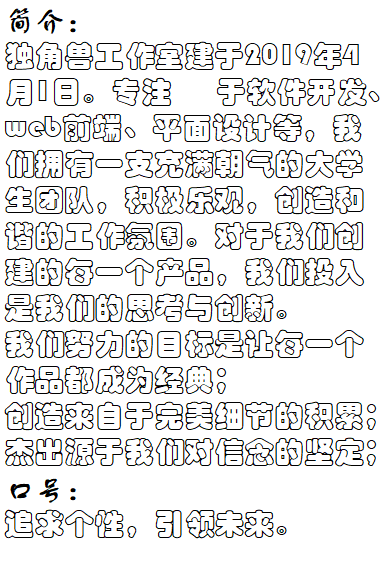 简介：
独角兽工作室建于2019年4
月1日。专注 于软件开发、
web前端、平面设计等，我
们拥有一支充满朝气的大学
生团队，积极乐观，创造和
谐的工作氛围。对于我们创
建的每一个产品，我们投入
是我们的思考与创新。
我们努力的目标是让每一个
作品都成为经典；
创造来自于完美细节的积累；
杰出源于我们对信念的坚定；
口号：
追求个性，引领未来。